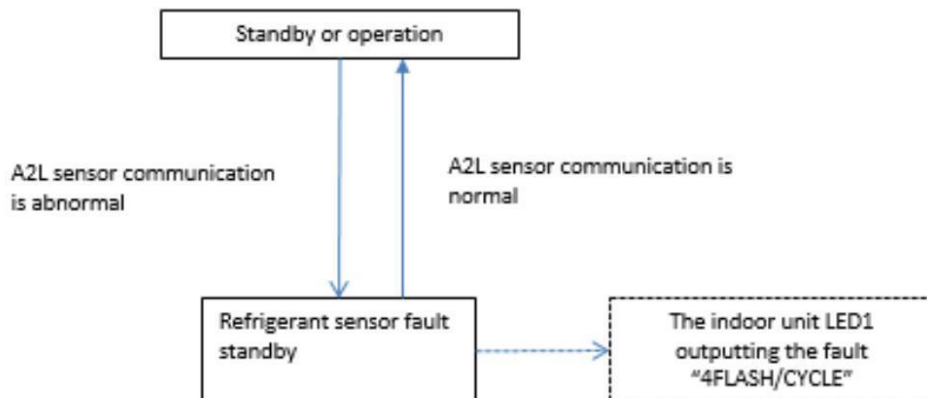 Standby or operation
A2L sensor communication
is abnormal
A2L sensor communication is
normal
Refrigerant sensor fault
standby
The indoor unit LED1
outputting the fault
“4FLASH/CYCLE”